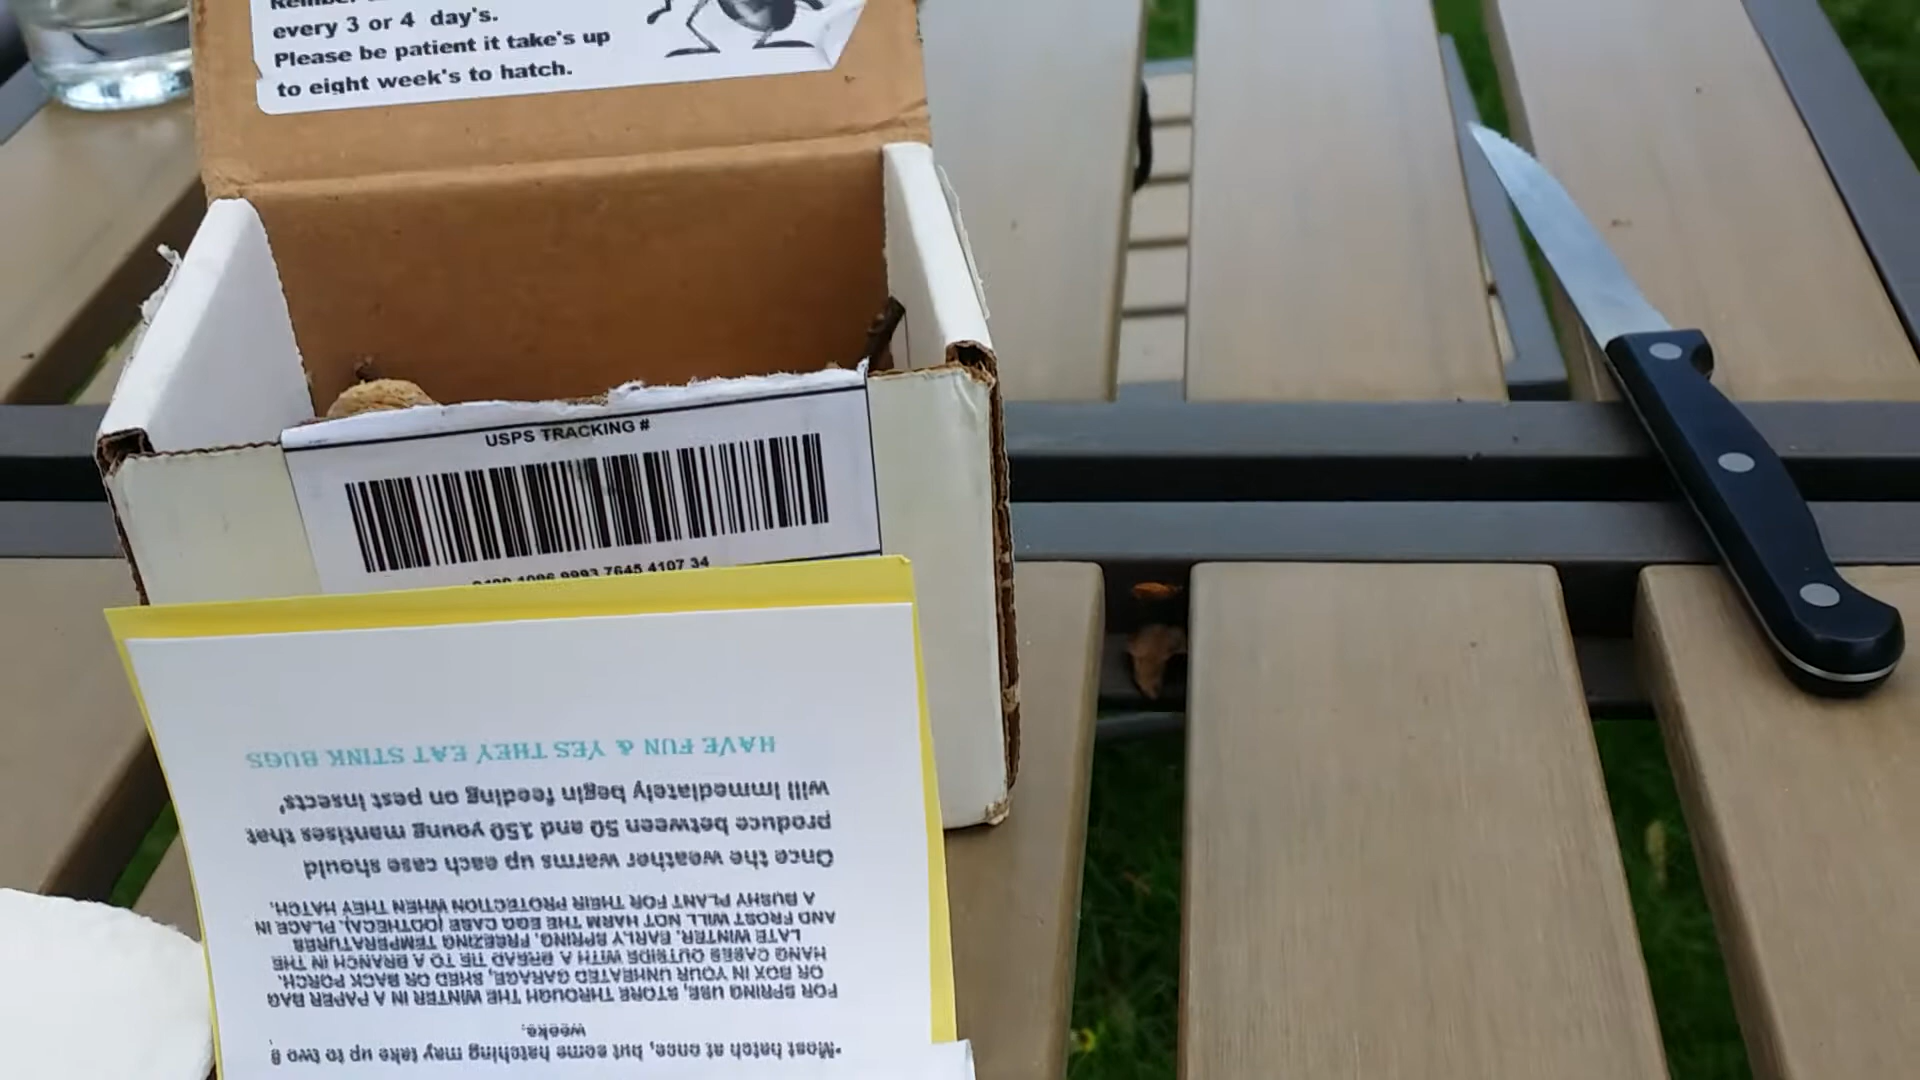 every 3 or 4 day's.
Please be patient it take's up
to eight week's to hatch.
USPS TRACKING #
9993 7645 4107 34
*Most hatch at once, but some hatching may take up to two 8
weeks.
FOR SPRING USE, STORE THROUGH THE WINTER IN A PAPER BAG
OR BOX IN YOUR UNHEATED GARAGE, SHED OR BACK PORCH.
HANG CASES OUTSIDE WITH A BREAD TIE TO A BRANCH IN THE
LATE WINTER, EARLY SPRING. FREEZING TEMPERATURES
AND FROST WILL NOT HARM THE EGG CASE (OOTHECA), PLACE IN
A BUSHY PLANT FOR THEIR PROTECTION WHEN THEY HATCH.
Once the weather warms up each case should
produce between 50 and 150 young mantises that
will immediately begin feeding on pest insects'
HAVE FUN & YES THEY EAT STINK BUGS